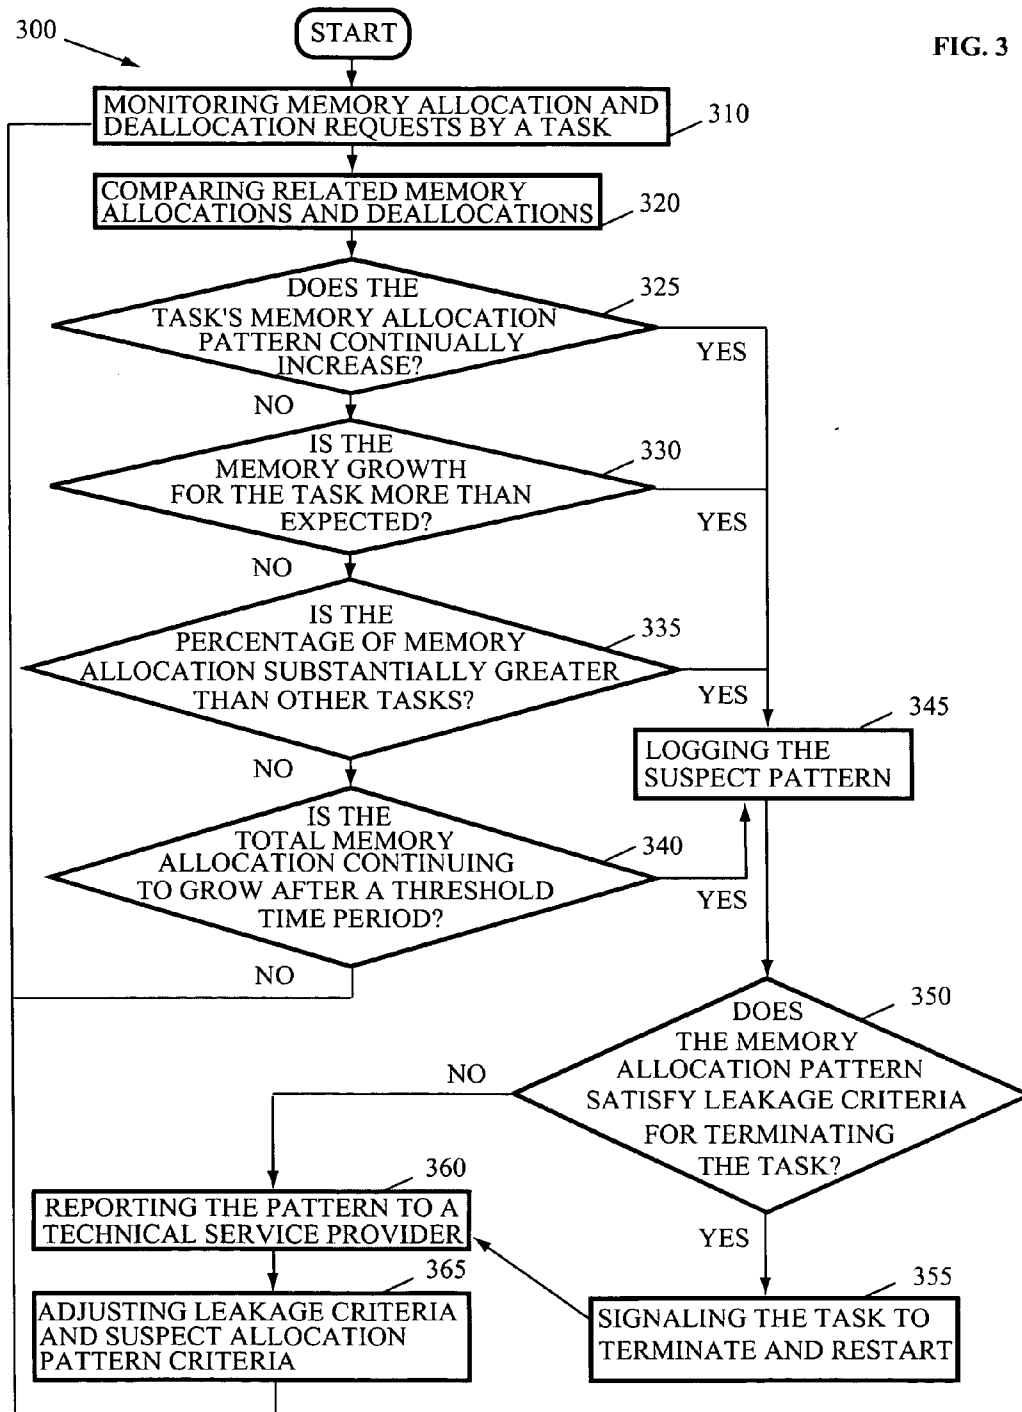 300
START
FIG. 3
MONITORING MEMORY ALLOCATION AND
DEALLOCATION REQUESTS BY A TASK
310
COMPARING RELATED MEMORY
ALLOCATIONS AND DEALLOCATIONS
320
DOES THE
TASK'S MEMORY ALLOCATION
PATTERN CONTINUALLY
INCREASE?
325
YES
NO
IS THE
MEMORY GROWTH
FOR THE TASK MORE THAN
EXPECTED?
330
YES
NO
IS THE
PERCENTAGE OF MEMORY
ALLOCATION SUBSTANTIALLY GREATER
THAN OTHER TASKS?
335
YES
NO
345
LOGGING THE
SUSPECT PATTERN
IS THE
TOTAL MEMORY
ALLOCATION CONTINUING
TO GROW AFTER A THRESHOLD
TIME PERIOD?
340
YES
NO
350
DOES
THE MEMORY
ALLOCATION PATTERN
SATISFY LEAKAGE CRITERIA
FOR TERMINATING
THE TASK?
NO
YES
360
REPORTING THE PATTERN TO A
TECHNICAL SERVICE PROVIDER
365
ADJUSTING LEAKAGE CRITERIA
AND SUSPECT ALLOCATION
PATTERN CRITERIA
355
SIGNALING THE TASK TO
TERMINATE AND RESTART